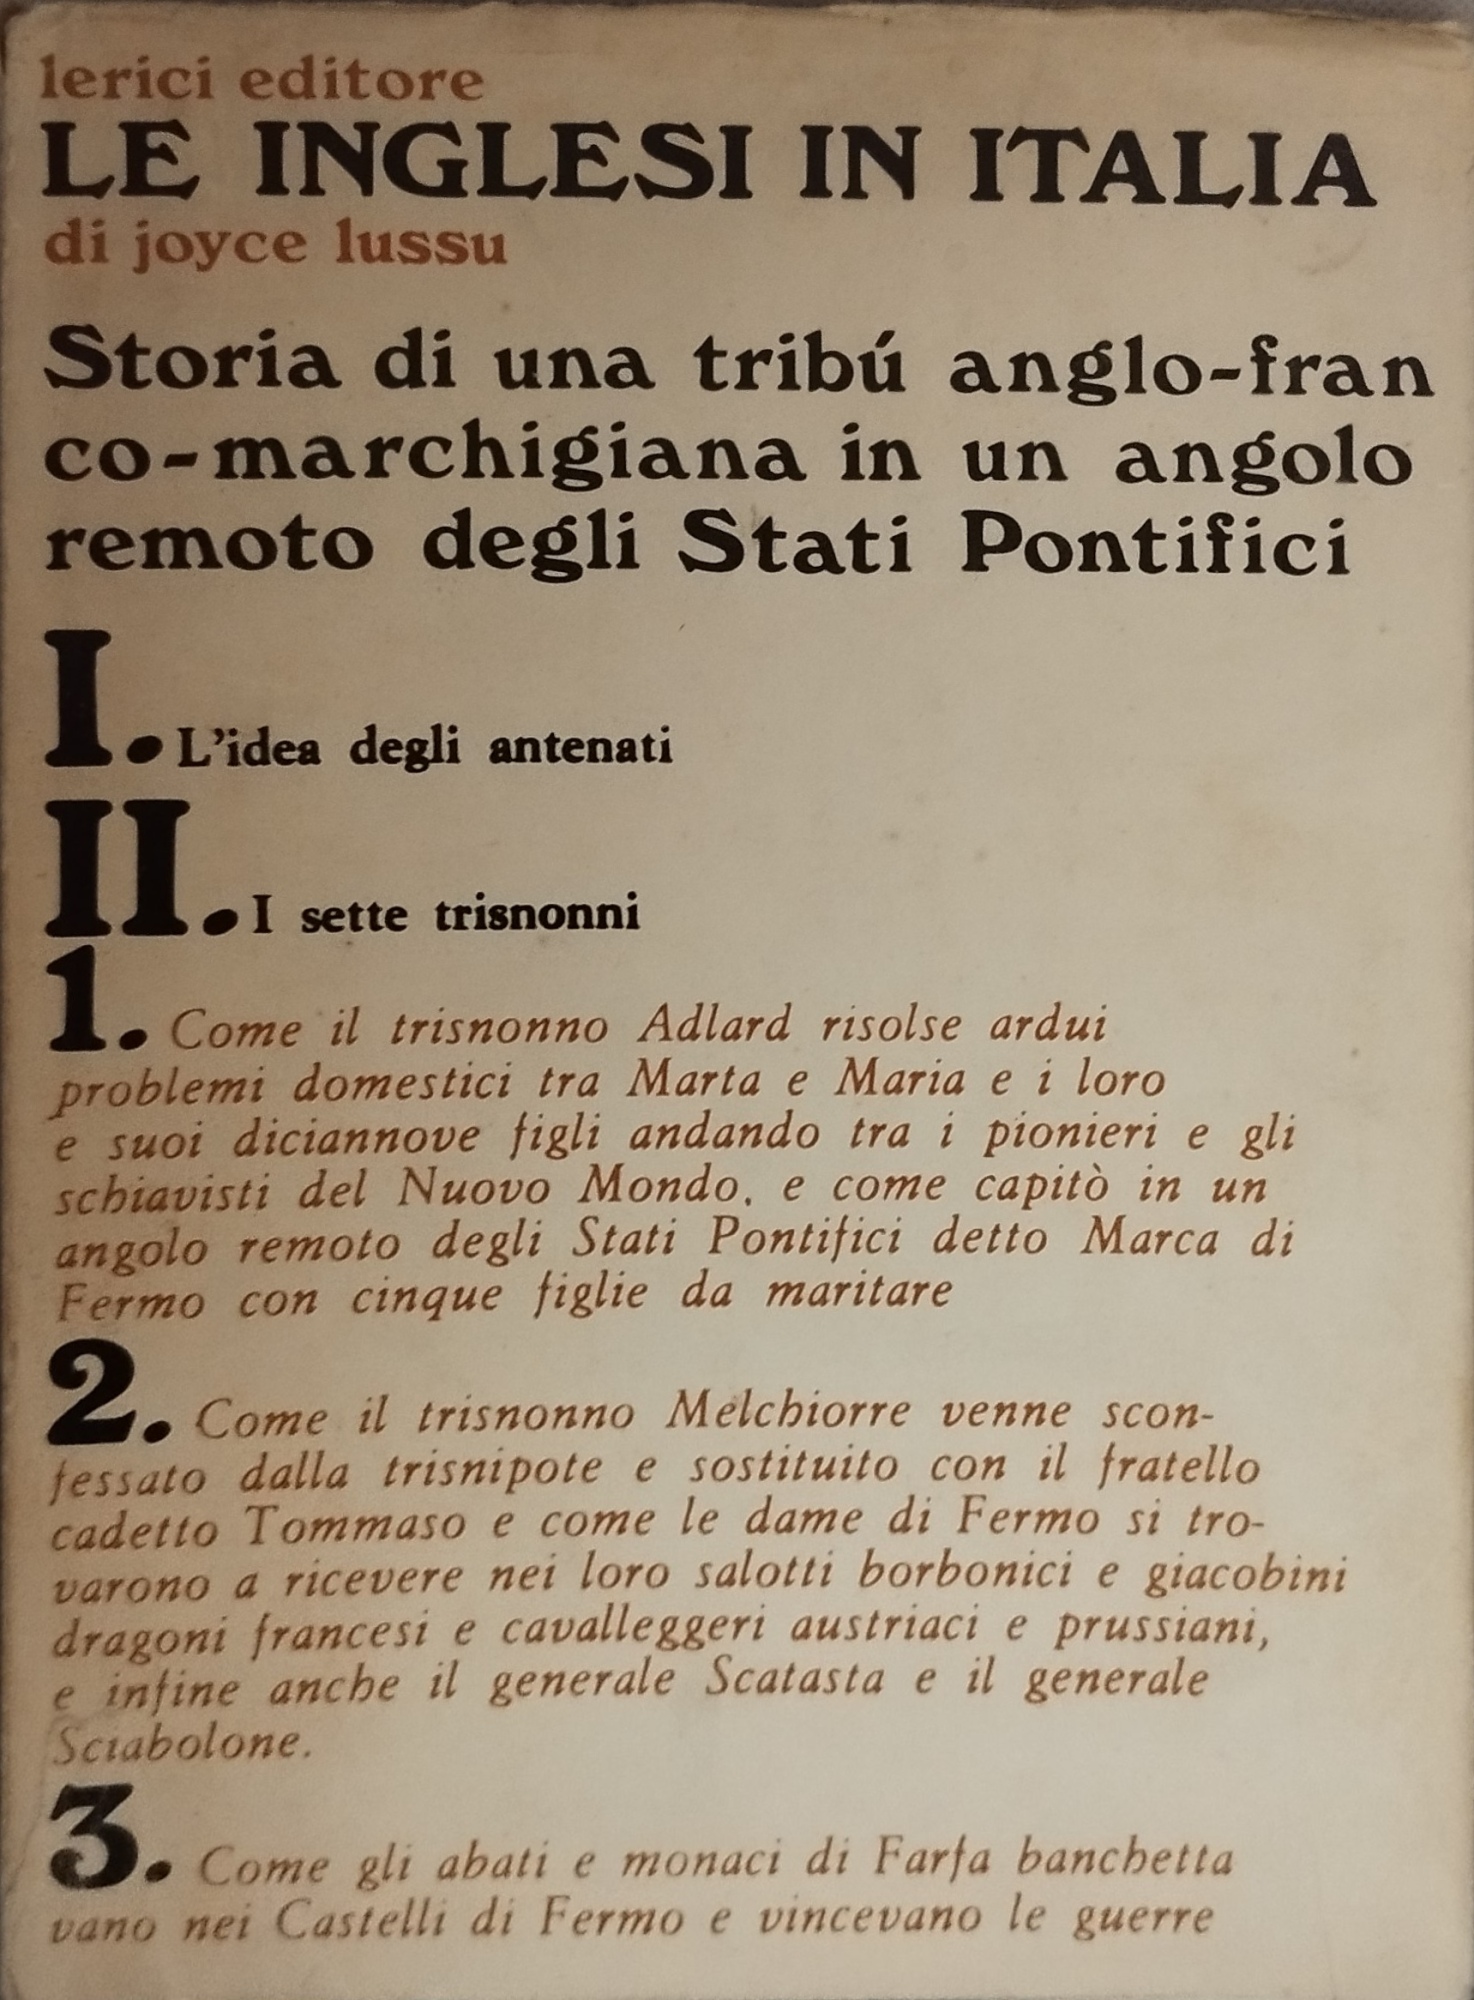 lerici editore
LE INGLESI IN ITALIA
di joyce lussu
Storia di una tribú anglo-fran
co-marchigiana in un angolo
remoto degli Stati Pontifici
I. L'idea degli antenati
II. I sette trisnonni
1. Come il trisnonno Adlard risolse ardui
problemi domestici tra Marta e Maria e i loro
e suoi diciannove figli andando tra i pionieri e gli
schiavisti del Nuovo Mondo, e come capitò in un
angolo remoto degli Stati Pontifici detto Marca di
Fermo con cinque figlie da maritare
2. Come il trisnonno Melchiorre venne scon-
fessato dalla trisnipote e sostituito con il fratello
cadetto Tommaso e come le dame di Fermo si tro-
varono a ricevere nei loro salotti borbonici e giacobini
dragoni francesi e cavalleggeri austriaci e prussiani,
e infine anche il generale Scatasta e il generale
Sciabolone.
3. Come gli abati e monaci di Farfa banchetta
vano nei Castelli di Fermo e vincevano le guerre